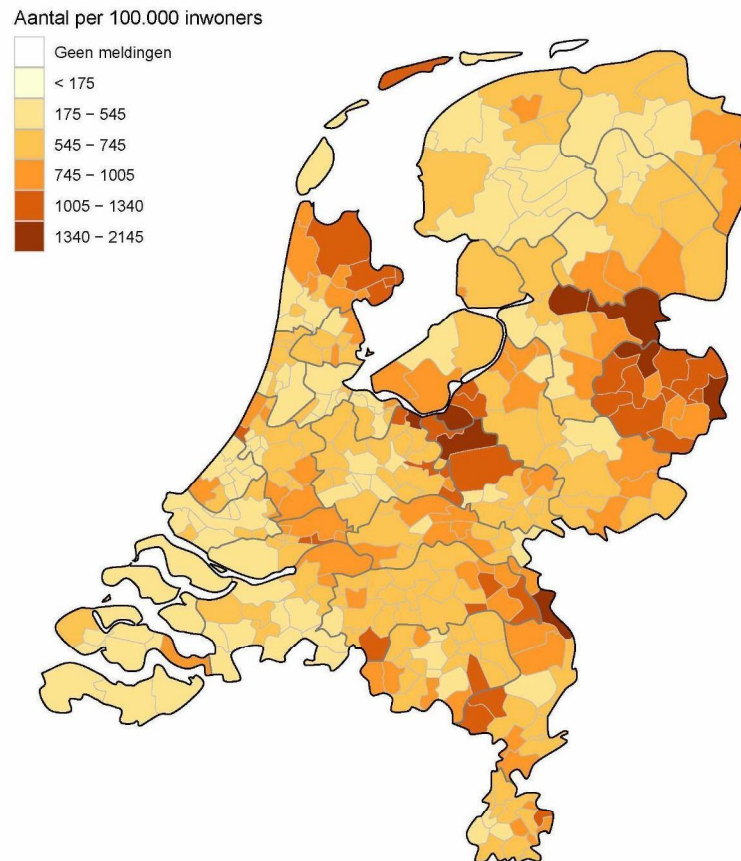 Aantal per 100.000 inwoners
Geen meldingen
< 175
175 – 545
545 – 745
745 – 1005
1005 – 1340
1340 – 2145